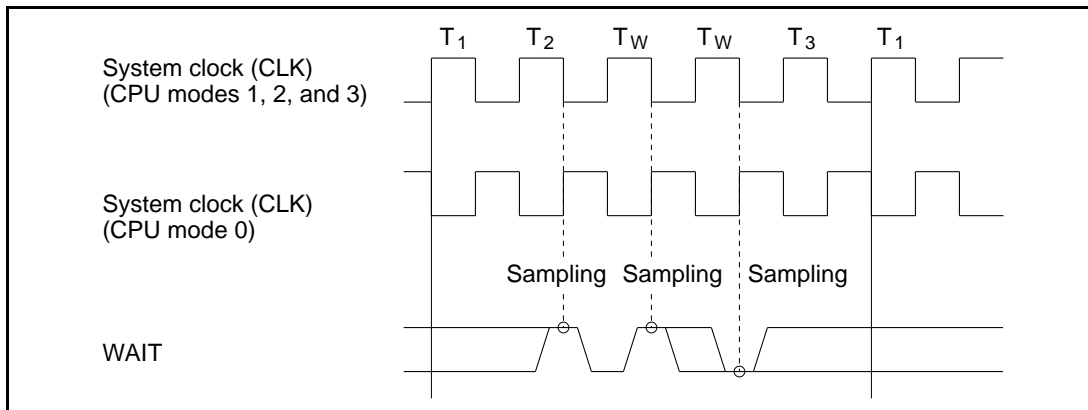 T1 T2 TW TW T3 T1
System clock (CLK)
(CPU modes 1, 2, and 3)
System clock (CLK)
(CPU mode 0)
Sampling Sampling Sampling
WAIT